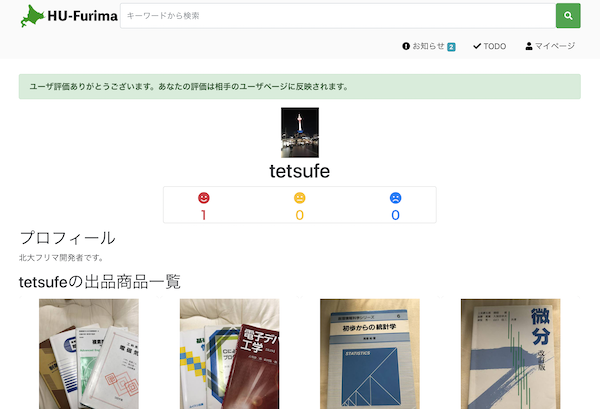 HU-Furima
キーワードから検索
お知らせ 2
TODO
マイページ
ユーザ評価ありがとうございます。あなたの評価は相手のユーザページに反映されます。
tetsufe
1 0 0
プロフィール
北大フリマ開発者です。
tetsufeの出品商品一覧
電子デバ
工学
初歩からの統計学
STATISTICS
微分
改訂版